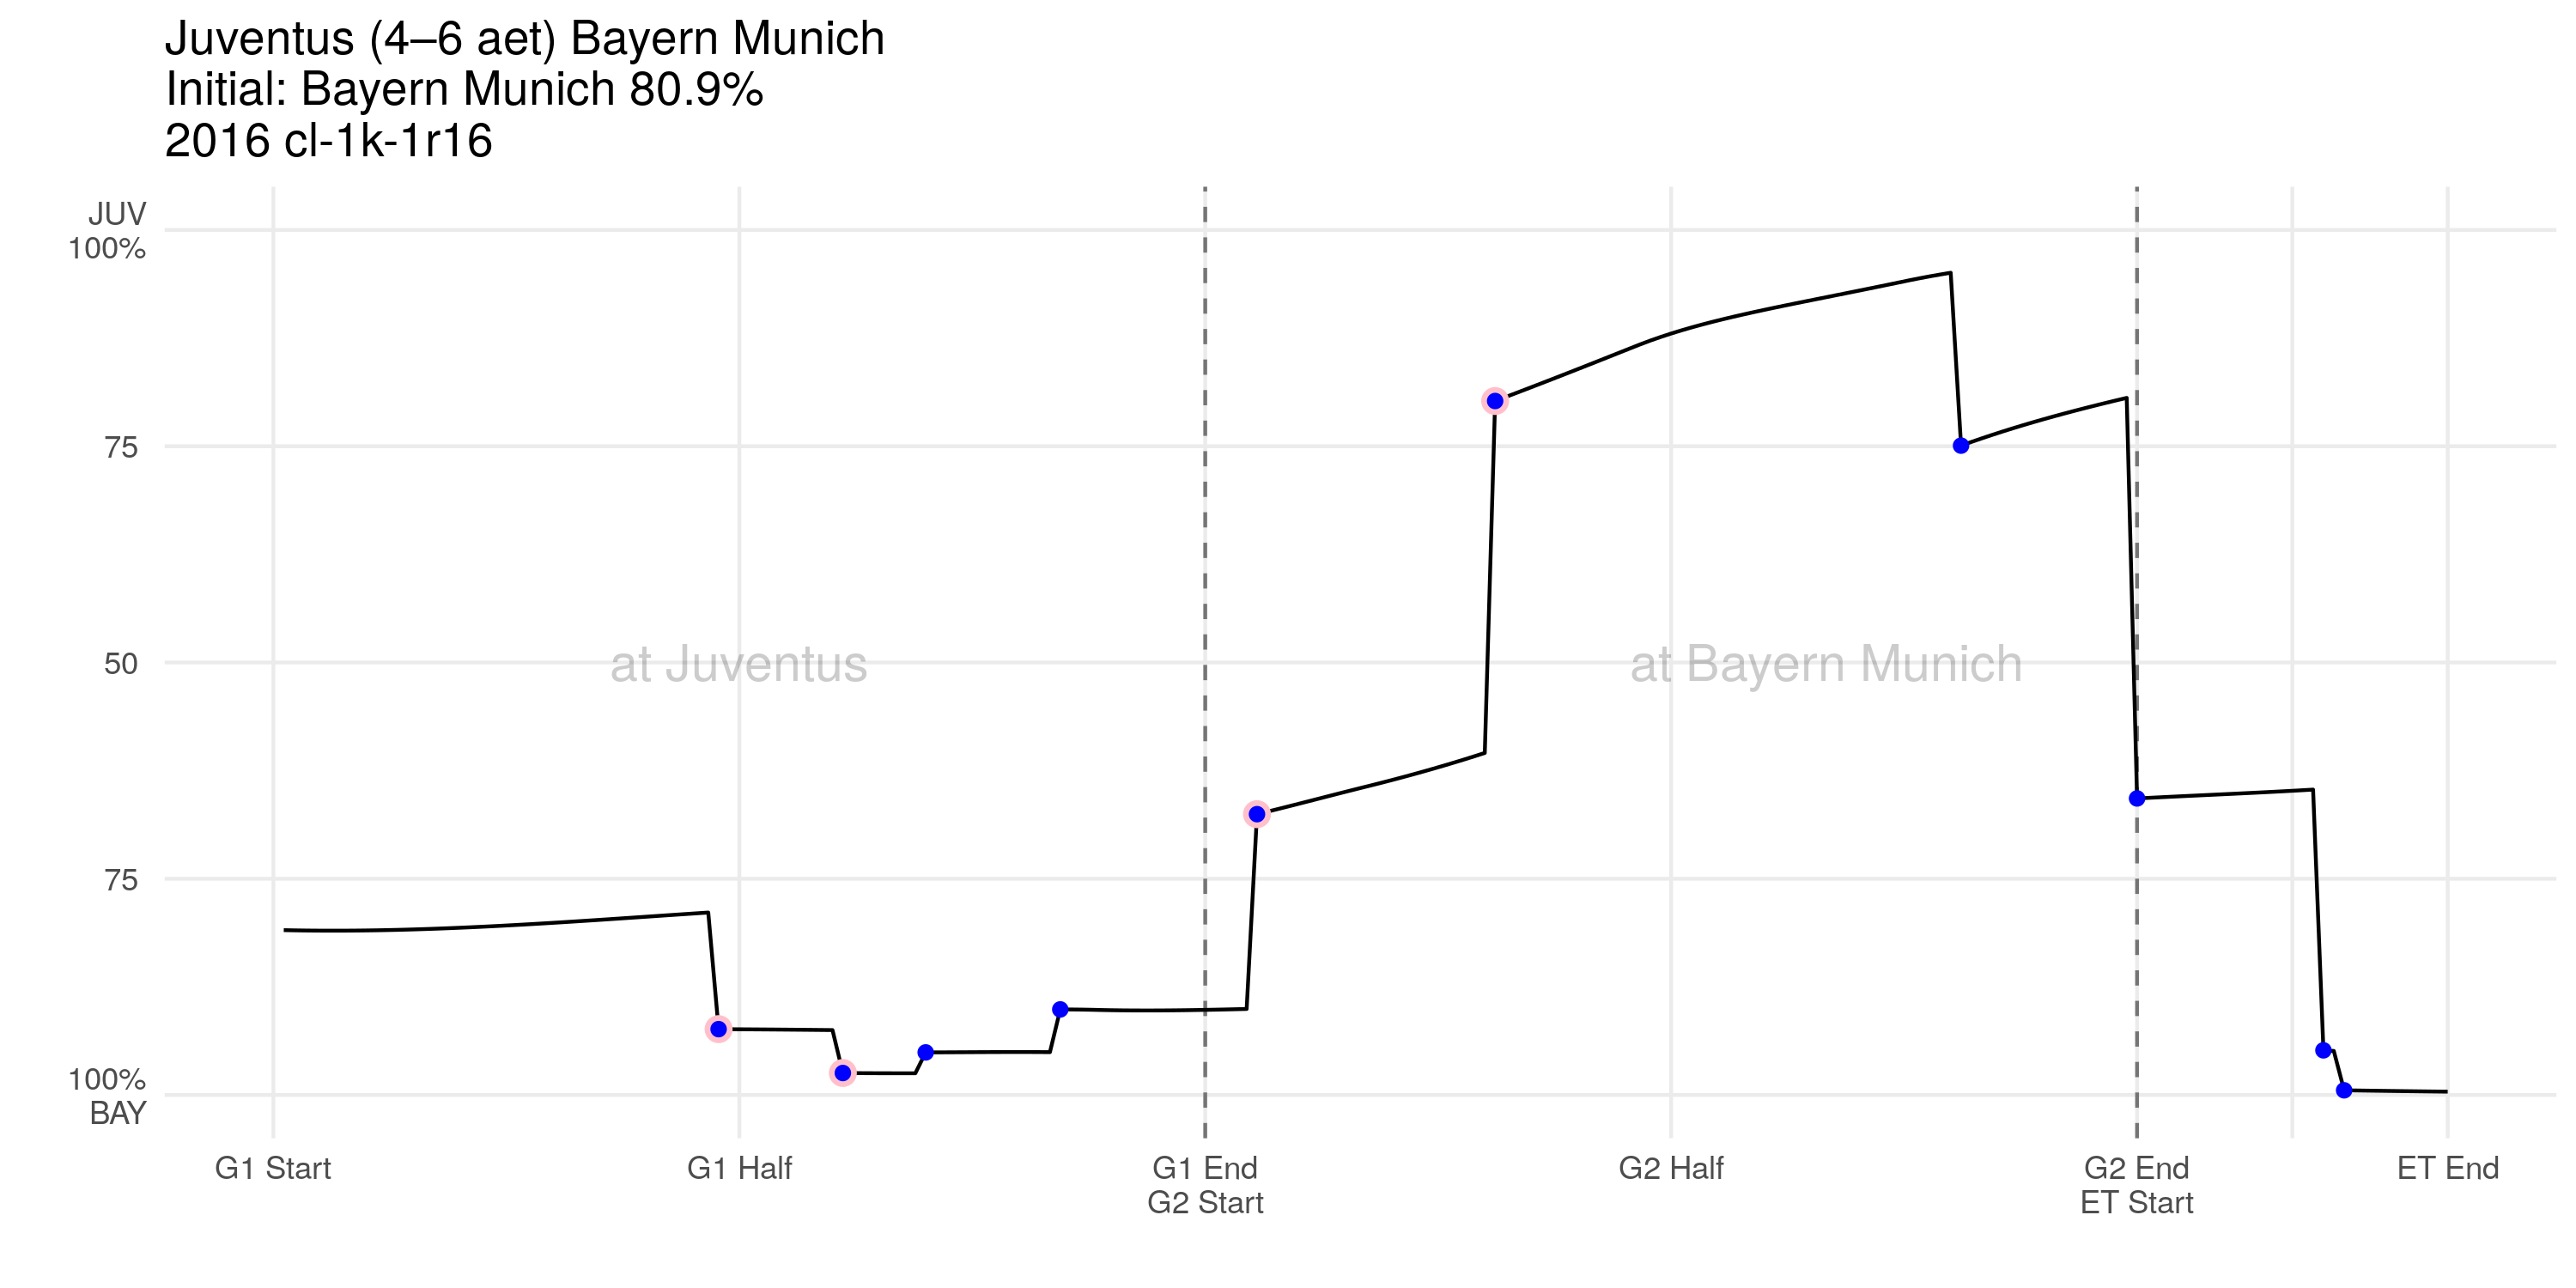 Juventus (4–6 aet) Bayern Munich
Initial: Bayern Munich 80.9%
2016 cl-1k-1r16
JUV
100%
75
50
75
100%
BAY
at Juventus
at Bayern Munich
G1 Start
G1 Half
G1 End
G2 Start
G2 Half
G2 End
ET Start
ET End